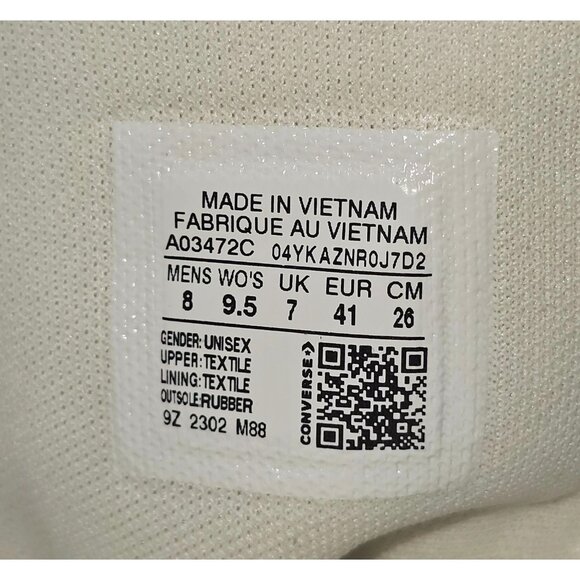 MADE IN VIETNAM
FABRIQUE AU VIETNAM
A03472C 04YKAZNR0J7D2
MENS WO'S UK EUR CM
8 9.5 7 41 26
GENDER: UNISEX
UPPER: TEXTILE
LINING: TEXTILE
OUTSOLE: RUBBER
9Z 2302 M88
CONVERSE